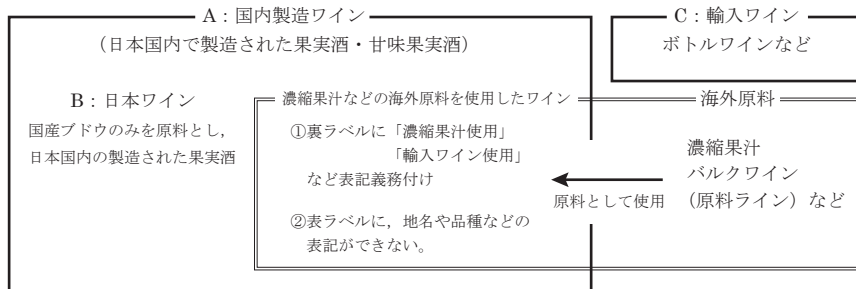 A:国内製造ワイン
(日本国内で製造された果実酒・甘味果実酒)
C:輸入ワイン
ボトルワインなど
B:日本ワイン
国産ブドウのみを原料とし,
日本国内の製造された果実酒
濃縮果汁などの海外原料を使用したワイン
①裏ラベルに「濃縮果汁使用」
「輸入ワイン使用」
など表記義務付け
②表ラベルに,地名や品種などの
表記ができない。
原料として使用
海外原料
濃縮果汁
バルクワイン
(原料ライン)など